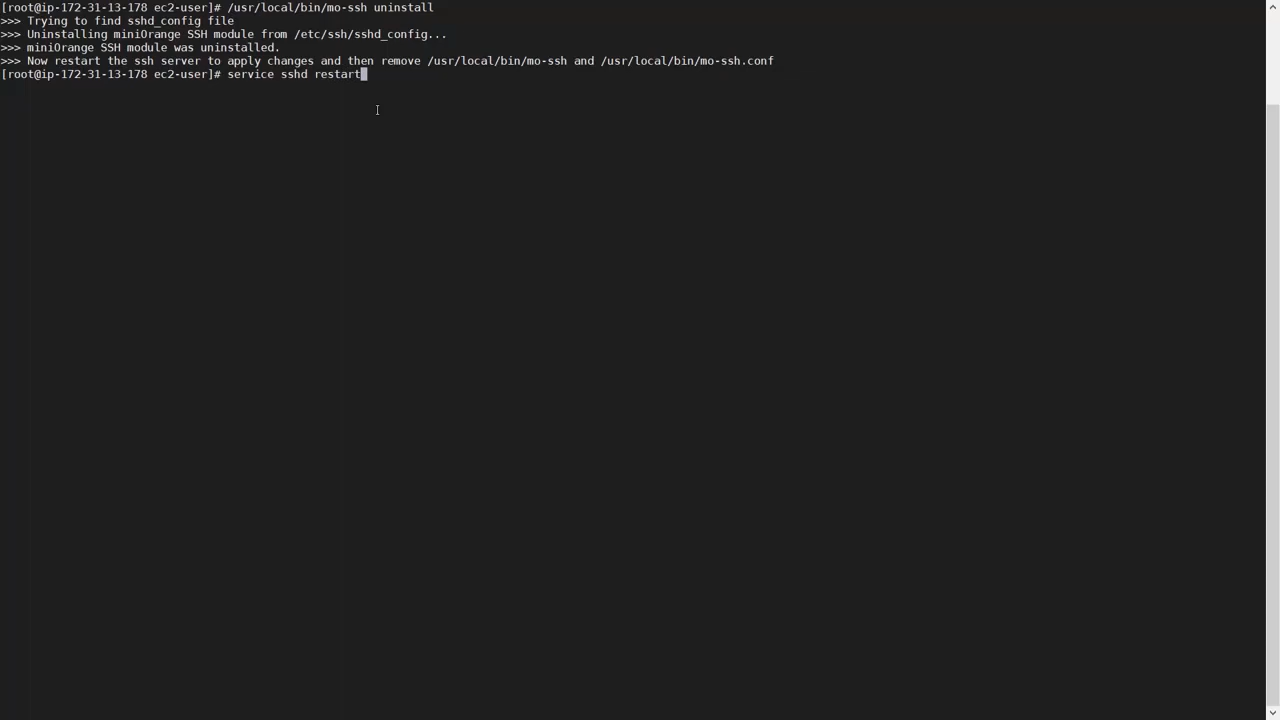 [root@ip-172-31-13-178 ec2-user]# /usr/local/bin/mo-ssh uninstall
>>> Trying to find sshd_config file
>>> Uninstalling miniOrange SSH module from /etc/ssh/sshd_config...
>>> miniOrange SSH module was uninstalled.
>>> Now restart the ssh server to apply changes and then remove /usr/local/bin/mo-ssh and /usr/local/bin/mo-ssh.conf
[root@ip-172-31-13-178 ec2-user]# service sshd restart